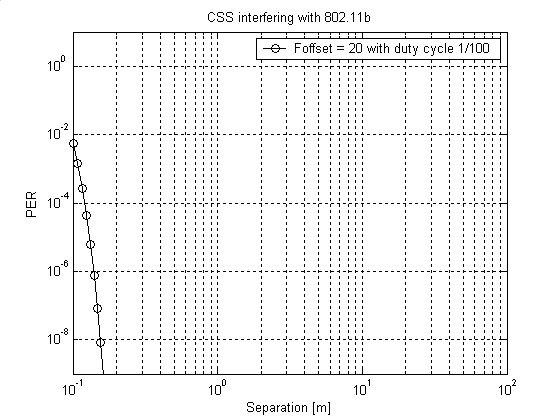 CSS interfering with 802.11b
Foffset = 20 with duty cycle 1/100
10^0
10^-2
10^-4
10^-6
10^-8
PER
10^-1 10^0 10^1 10^2
Separation [m]